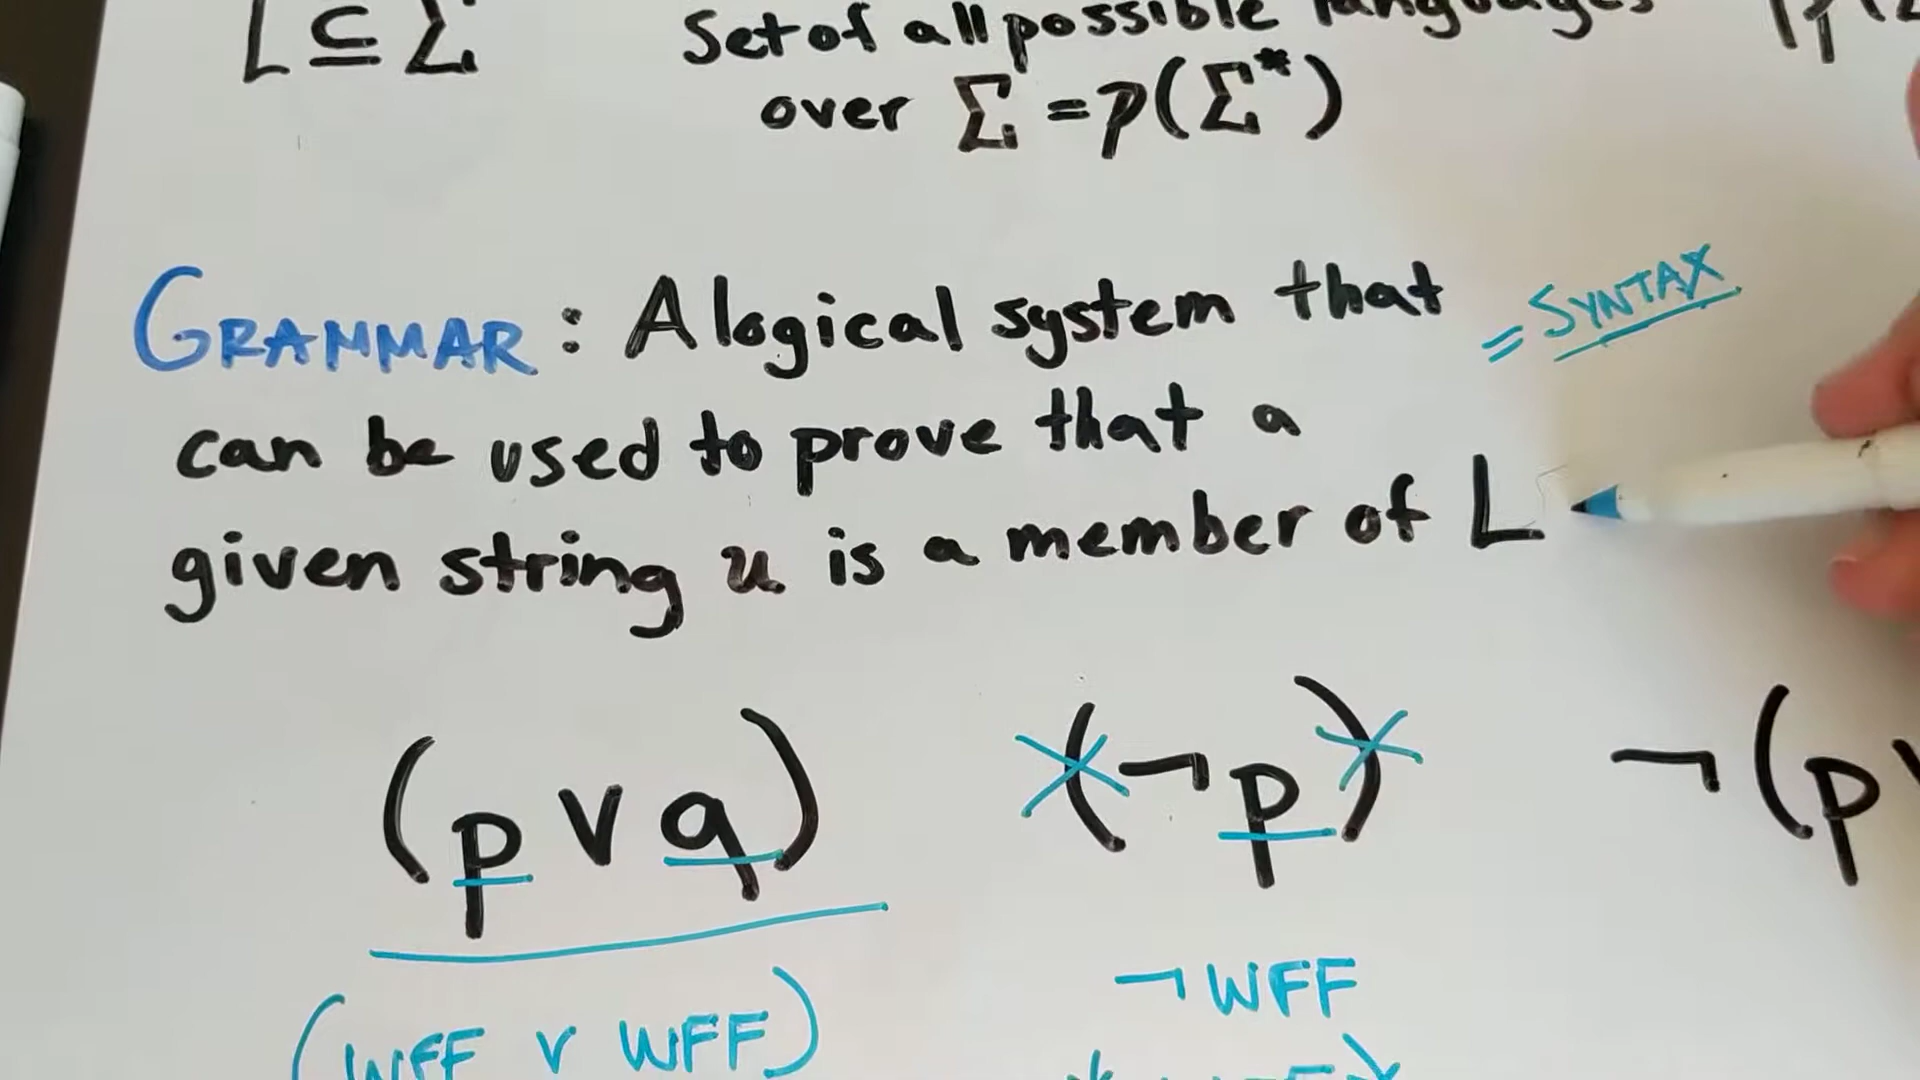 L ⊆ Σ
Set of all possible languages
over Σ = P(Σ*)
GRAMMAR: A logical system that
= SYNTAX
can be used to prove that a
given string u is a member of L
(p ∨ q)
(¬p)
¬(p
(WFF ∨ WFF)
¬WFF